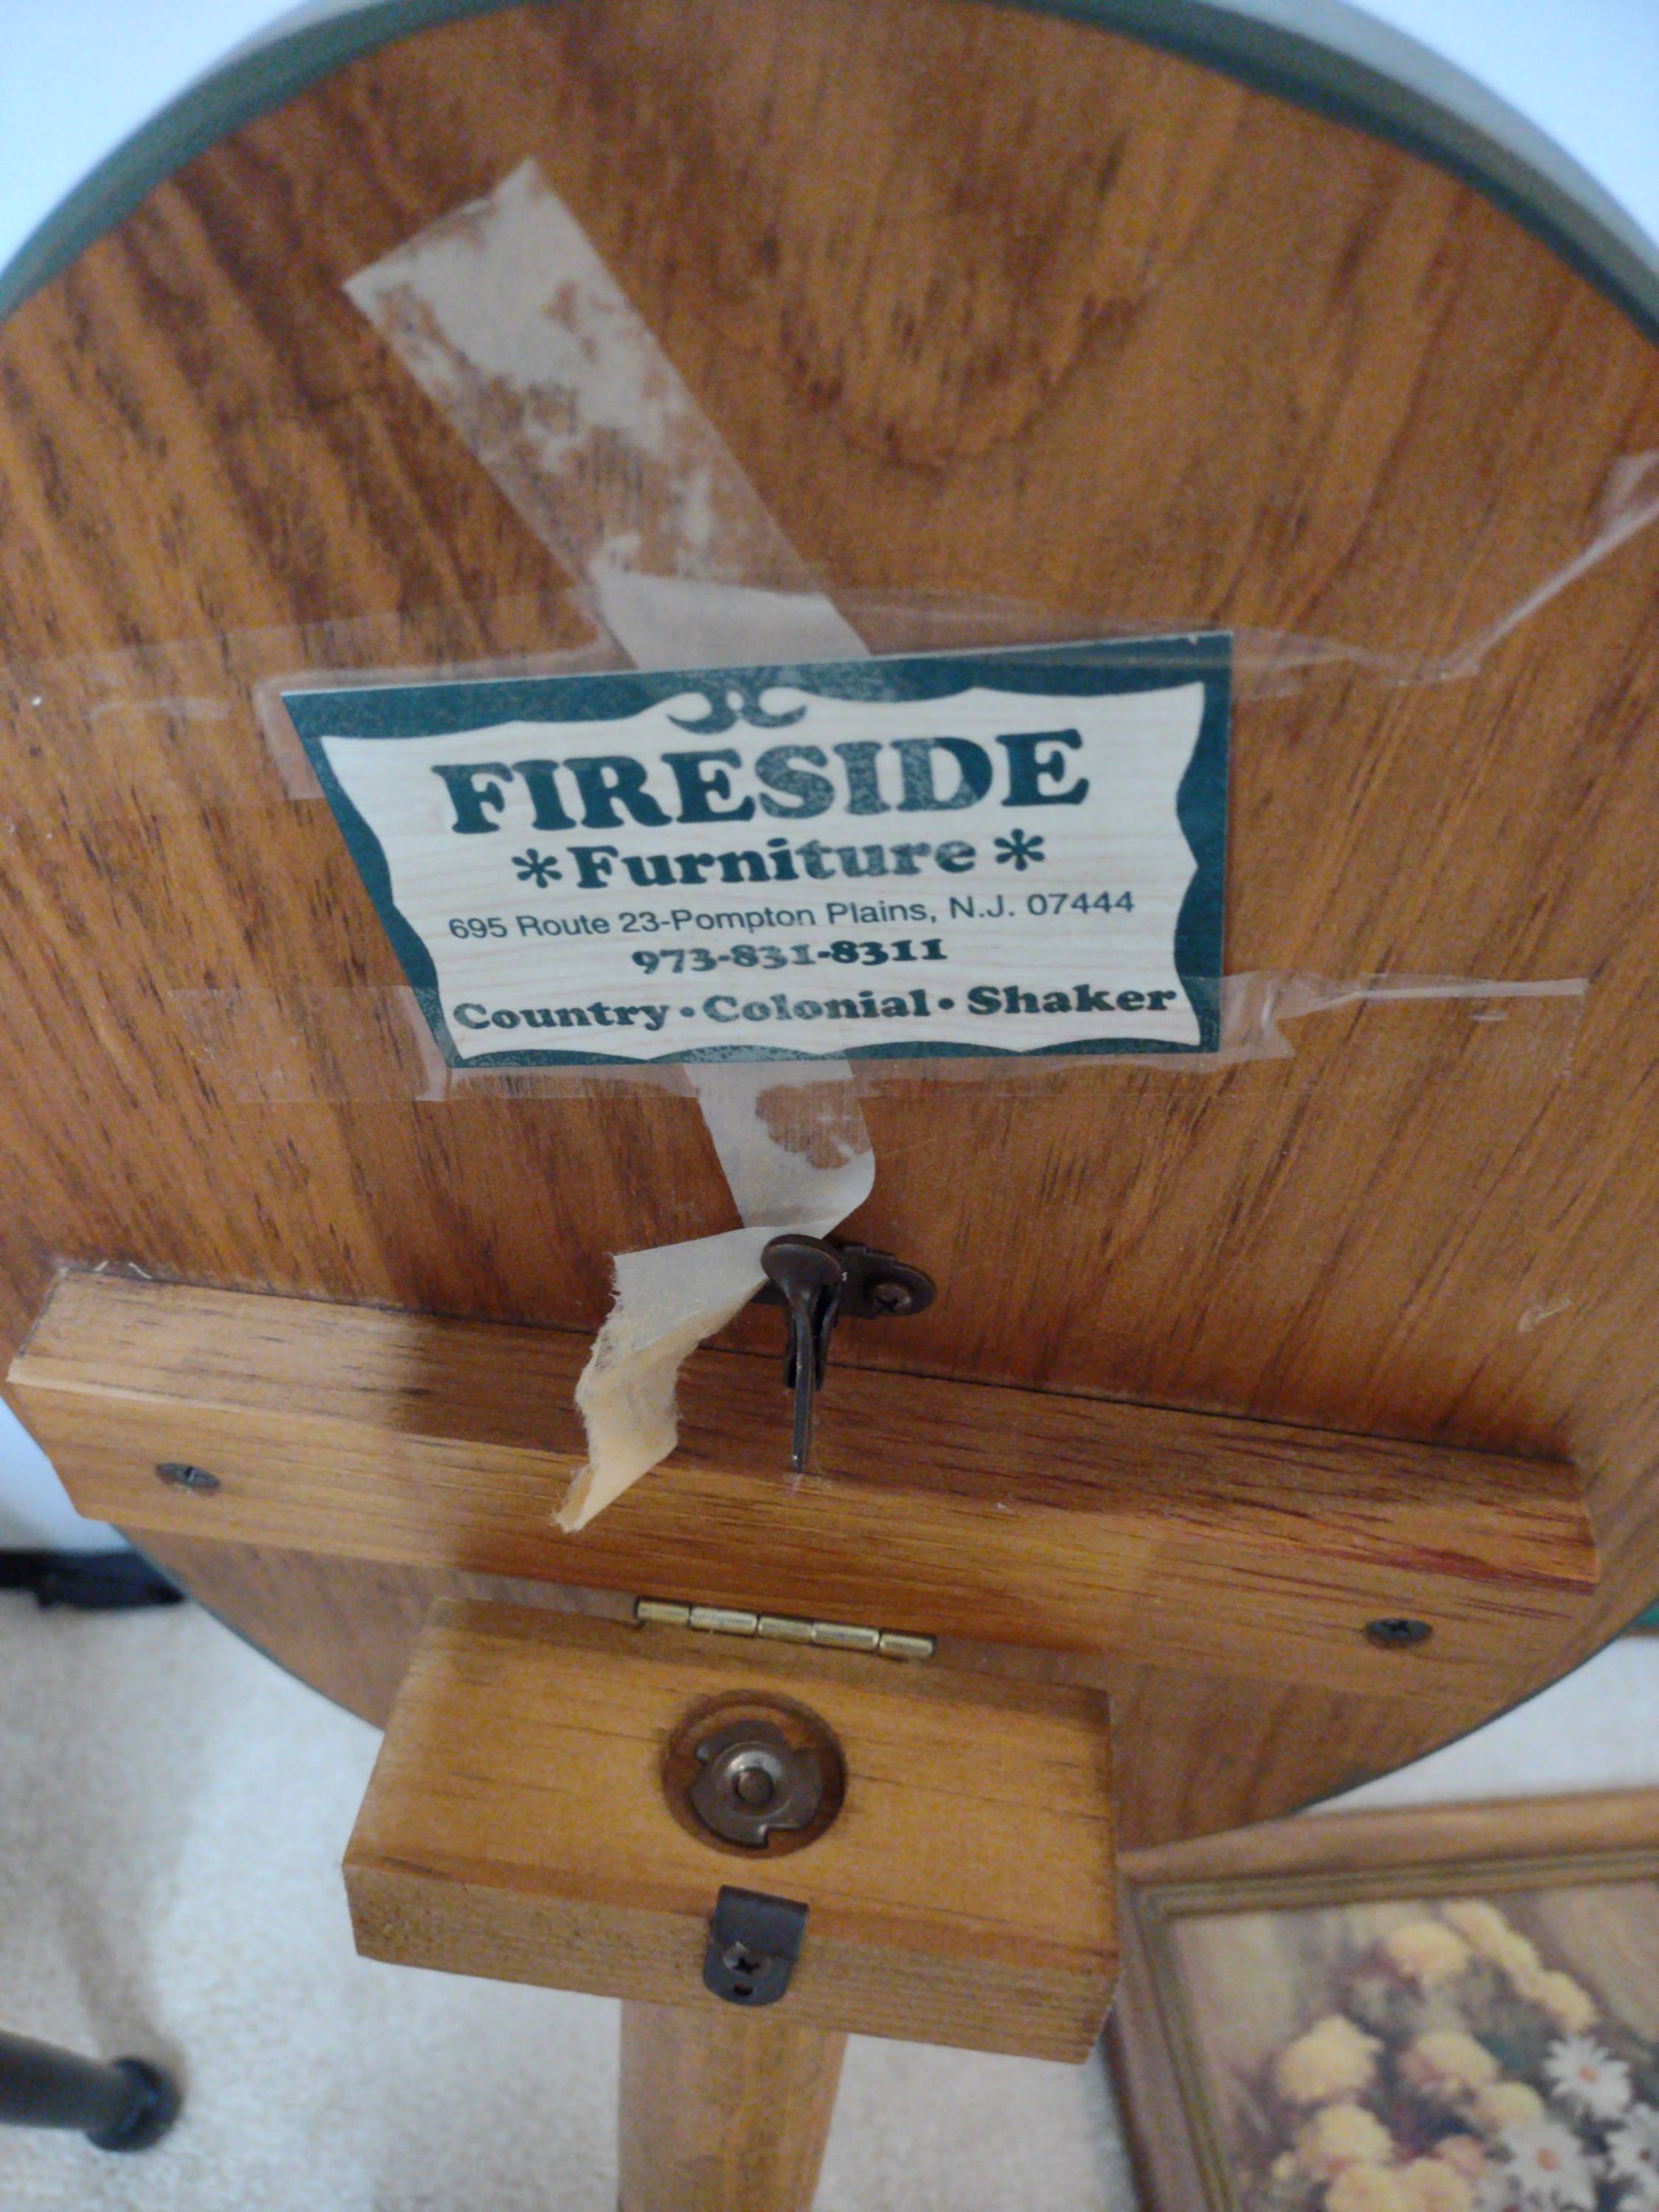 FIRESIDE
*Furniture*
695 Route 23-Pompton Plains, N.J. 07444
973-831-8311
Country • Colonial • Shaker